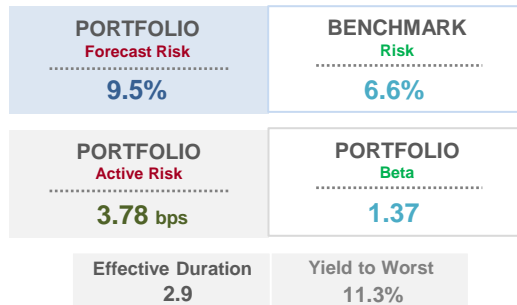 PORTFOLIO
Forecast Risk
9.5%
BENCHMARK
Risk
6.6%
PORTFOLIO
Active Risk
3.78 bps
PORTFOLIO
Beta
1.37
Effective Duration
2.9
Yield to Worst
11.3%